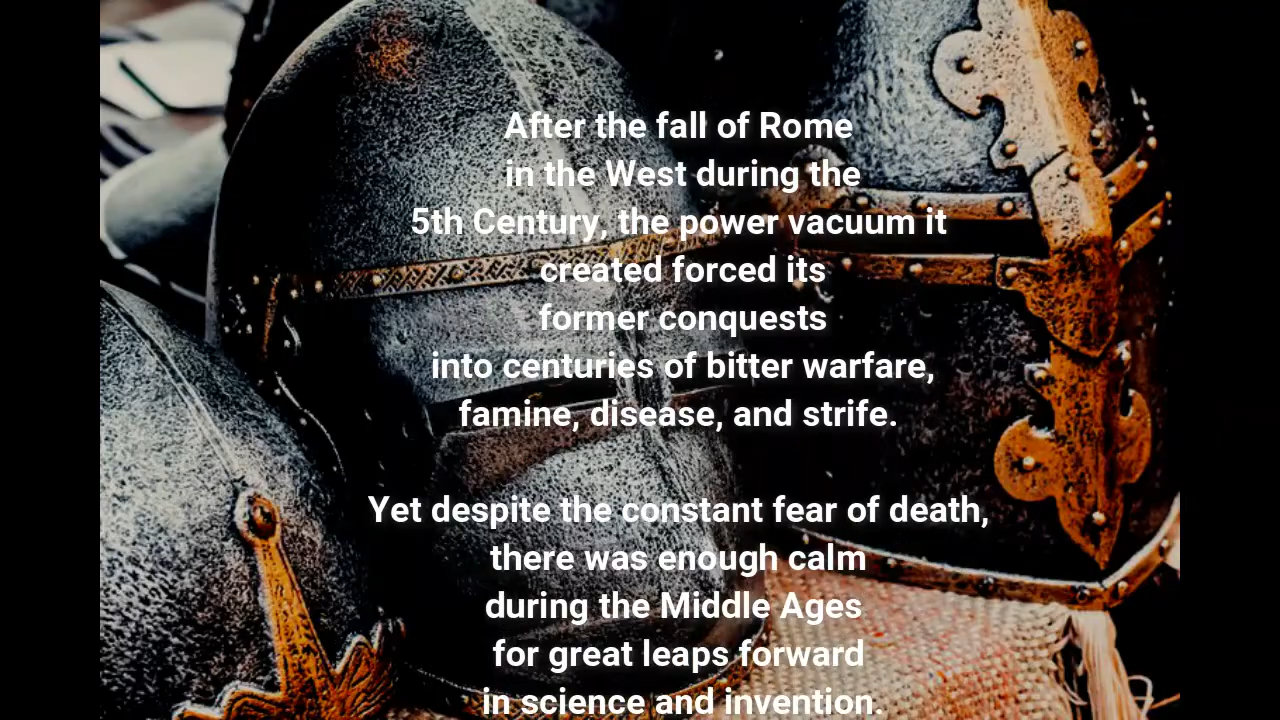 After the fall of Rome
in the West during the
5th Century, the power vacuum it
created forced its
former conquests
into centuries of bitter warfare,
famine, disease, and strife.
Yet despite the constant fear of death,
there was enough calm
during the Middle Ages
for great leaps forward
in science and invention.